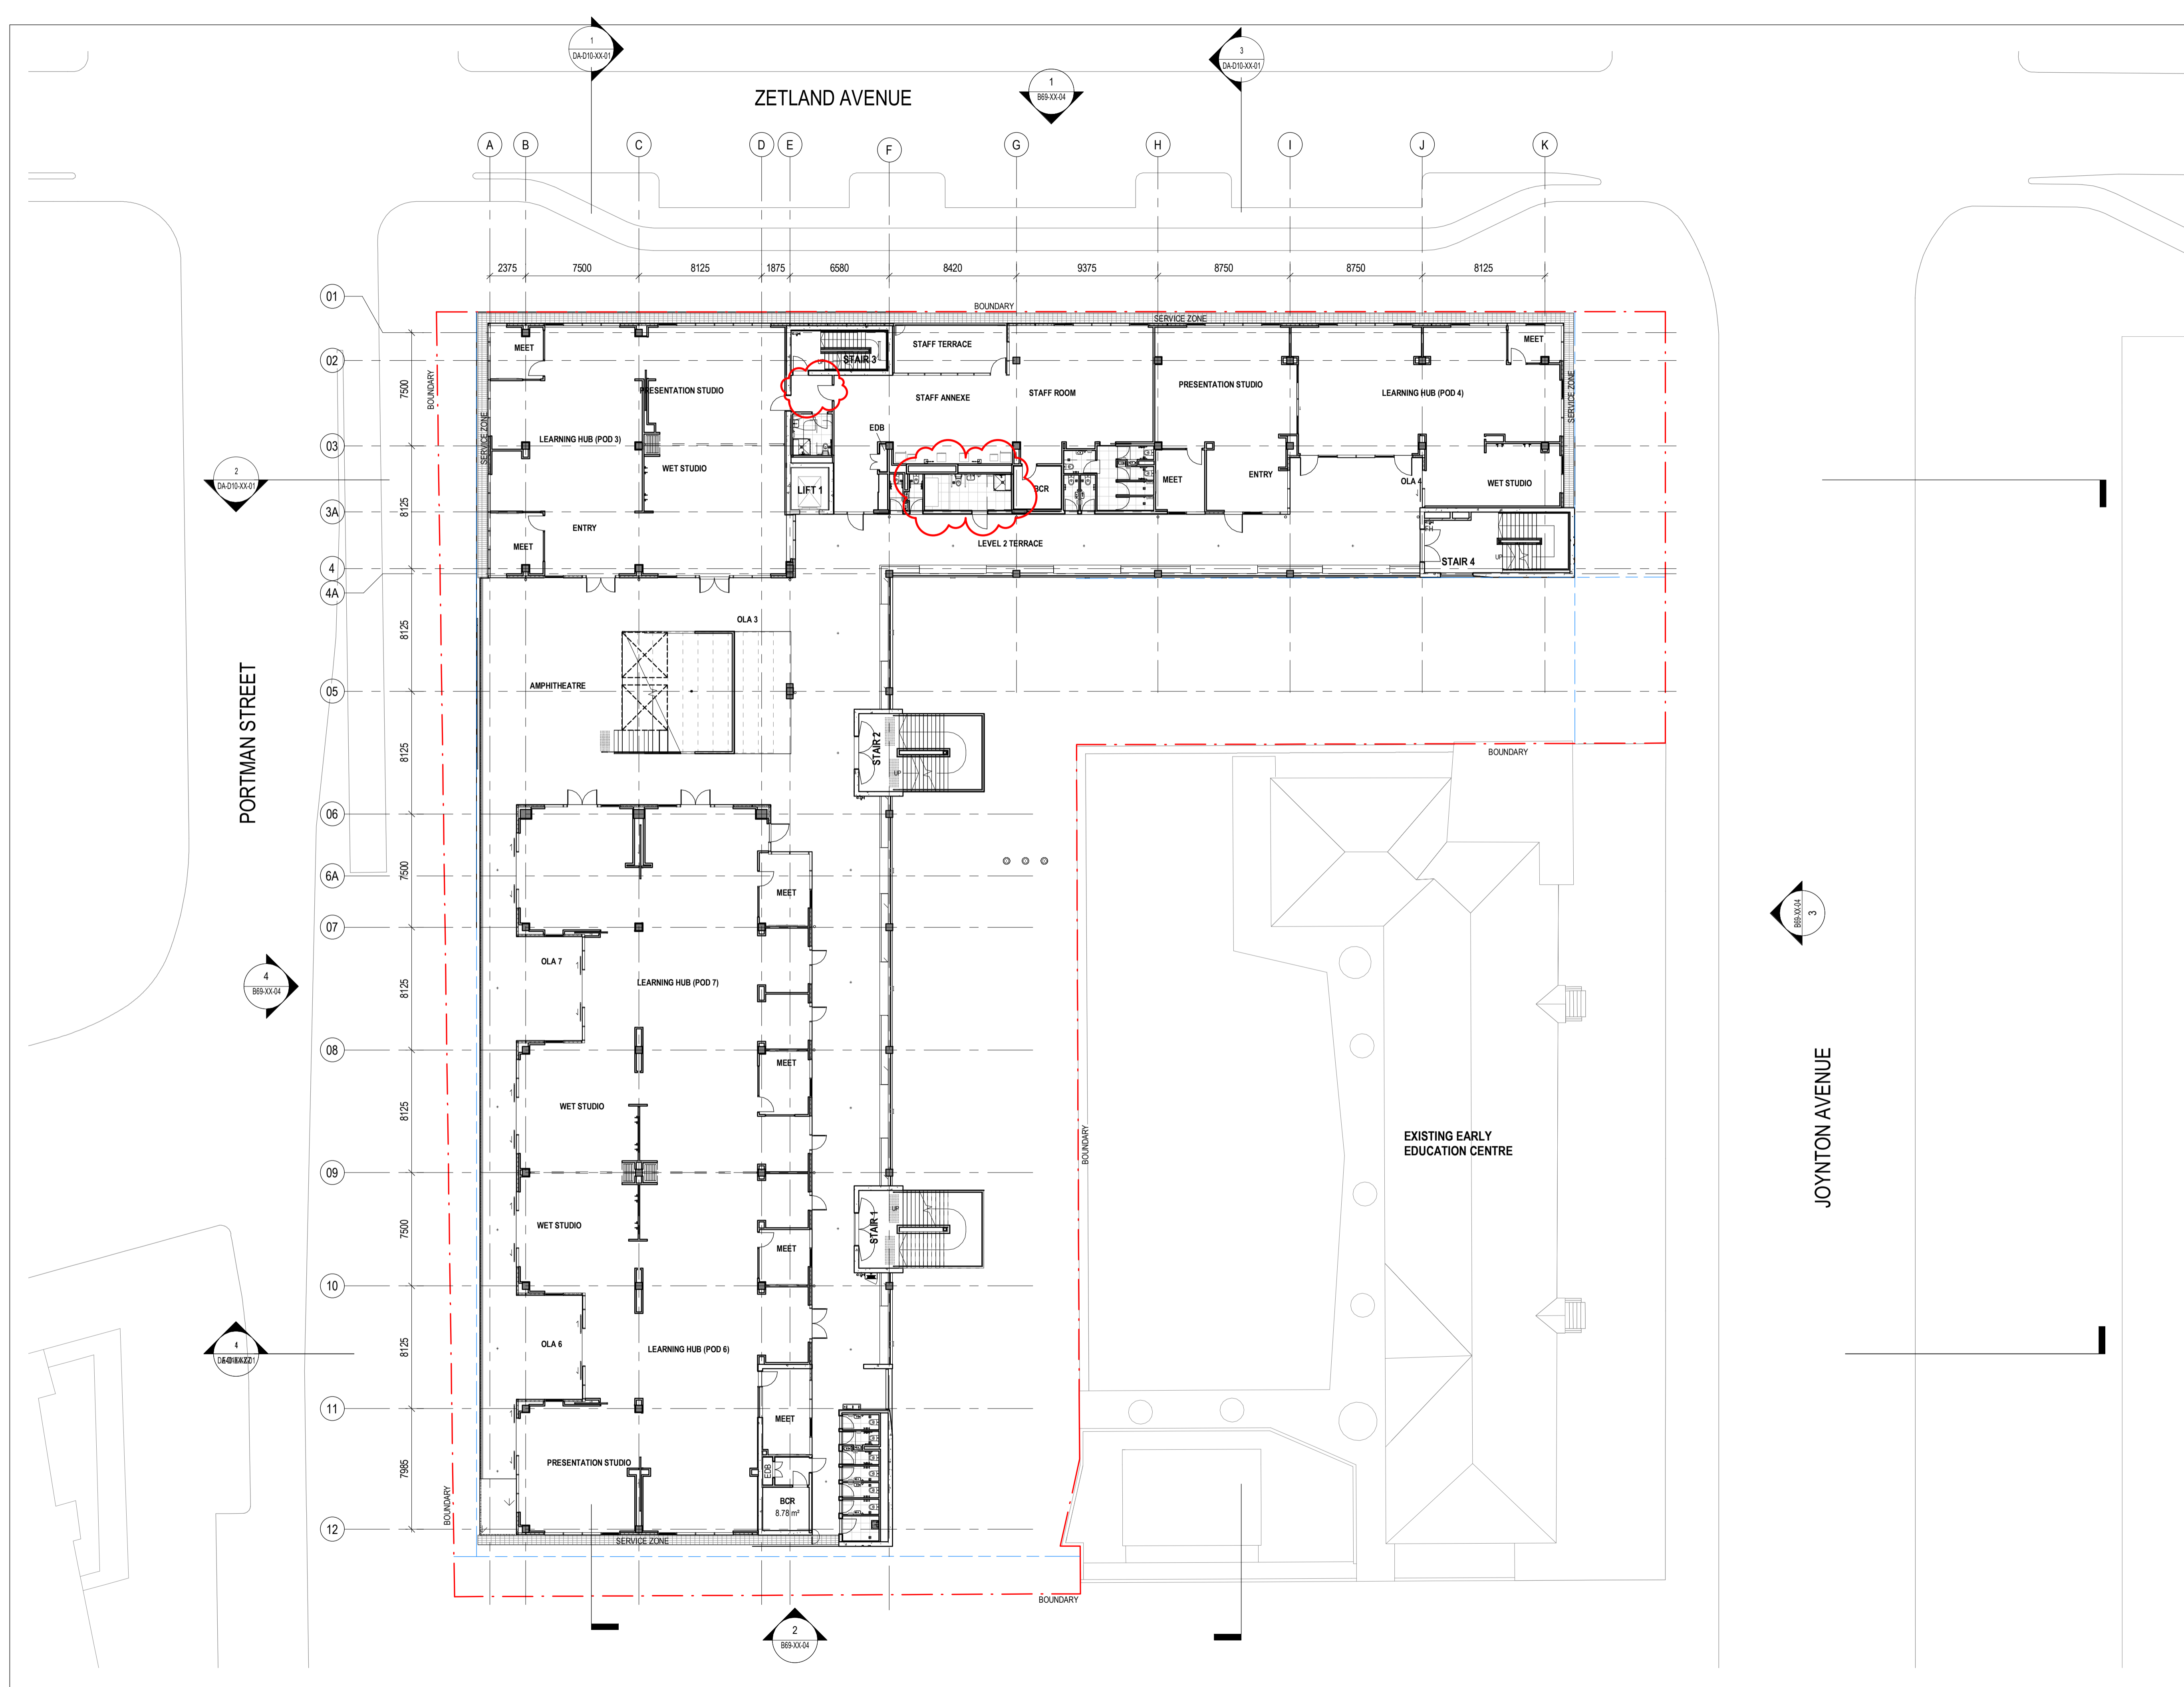 1
DA-D10-XX-01
3
DA-D10-XX-01
ZETLAND AVENUE
1
B69-XX-04
A
B
C
D
E
F
G
H
I
J
K
2375
7500
8125
1875
6580
8420
9375
8750
8750
8125
01
BOUNDARY
SERVICE ZONE
MEET
STAIR 3
STAFF TERRACE
MEET
02
7500
BOUNDARY
PRESENTATION STUDIO
STAFF ANNEXE
STAFF ROOM
PRESENTATION STUDIO
LEARNING HUB (POD 4)
SERVICE ZONE
SERVICE ZONE
EDB
03
LEARNING HUB (POD 3)
WET STUDIO
2
DA-D10-XX-01
LIFT 1
BCR
MEET
ENTRY
OLA 4
WET STUDIO
3A
8125
ENTRY
MEET
LEVEL 2 TERRACE
FH
UP
STAIR 4
4
4A
8125
OLA 3
PORTMAN STREET
05
AMPHITHEATRE
8125
STAIR 2
UP
BOUNDARY
06
6A
7500
MEET
07
B69-XX-04
3
OLA 7
4
B69-XX-04
8125
LEARNING HUB (POD 7)
08
MEET
8125
WET STUDIO
JOYNTON AVENUE
BOUNDARY
EXISTING EARLY
EDUCATION CENTRE
09
7500
WET STUDIO
STAIR 1
UP
MEET
10
4
OLA 6
LEARNING HUB (POD 6)
8125
11
MEET
7985
PRESENTATION STUDIO
EDB
BOUNDARY
BCR
8.78 m²
12
SERVICE ZONE
BOUNDARY
2
B69-XX-04